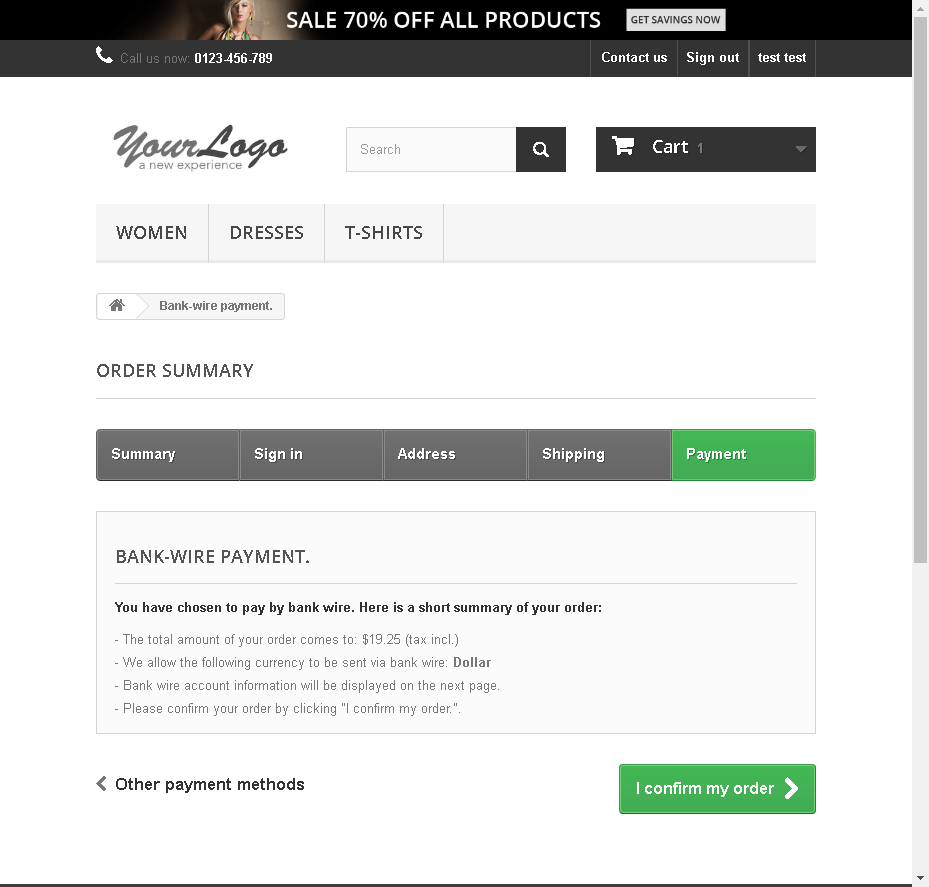 SALE 70% OFF ALL PRODUCTS
GET SAVINGS NOW
Call us now: 0123-456-789
Contact us
Sign out
test test
YourLogo
a new experience
Search
Cart 1
WOMEN
DRESSES
T-SHIRTS
Bank-wire payment.
ORDER SUMMARY
Summary
Sign in
Address
Shipping
Payment
BANK-WIRE PAYMENT.
You have chosen to pay by bank wire. Here is a short summary of your order:
- The total amount of your order comes to: $19.25 (tax incl.)
- We allow the following currency to be sent via bank wire: Dollar
- Bank wire account information will be displayed on the next page.
- Please confirm your order by clicking "I confirm my order.".
Other payment methods
I confirm my order